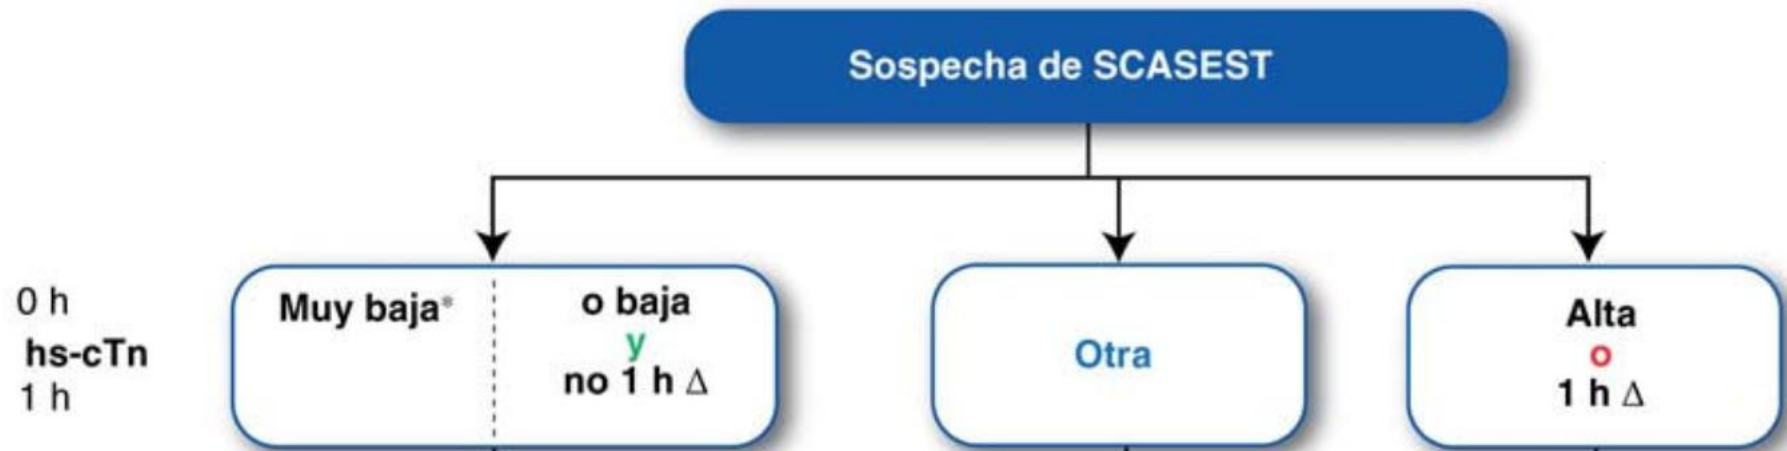 Sospecha de SCASEST
0 h
hs-cTn
1 h
Muy baja*
o baja
y
no 1 h Δ
Otra
Alta
o
1 h Δ